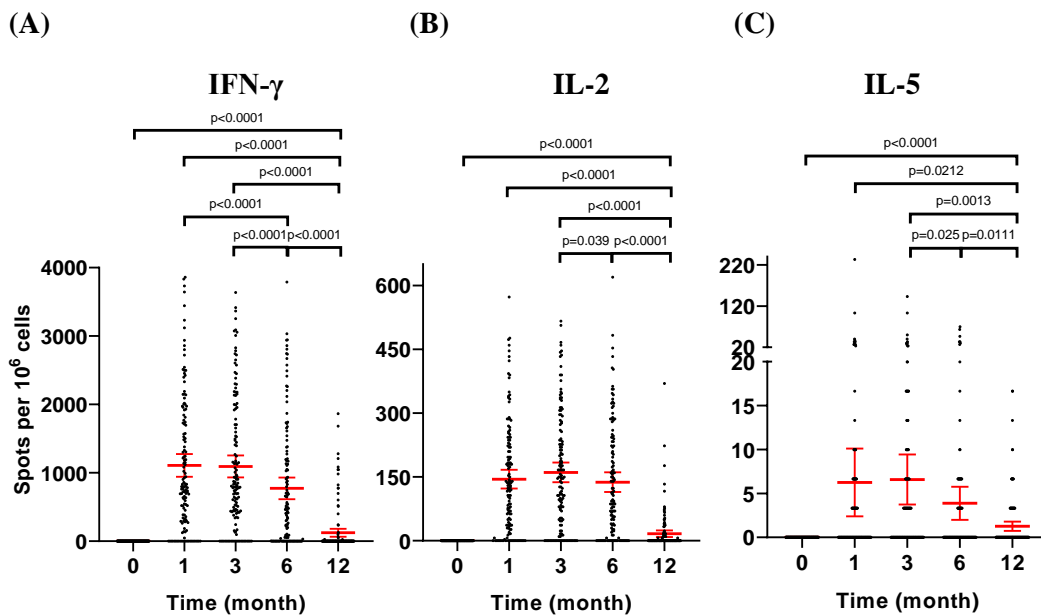 (A)
(B)
(C)
IFN-γ
IL-2
IL-5
p<0.0001
p<0.0001
p<0.0001
p<0.0001
p<0.0001 p<0.0001
4000
3000
2000
1000
0
Spots per 10⁶ cells
0 1 3 6 12
Time (month)
p<0.0001
p<0.0001
p<0.0001
p=0.039 p<0.0001
600
450
300
150
0
0 1 3 6 12
Time (month)
p<0.0001
p=0.0212
p=0.0013
p=0.025 p=0.0111
220
120
20
20
15
10
5
0
0 1 3 6 12
Time (month)